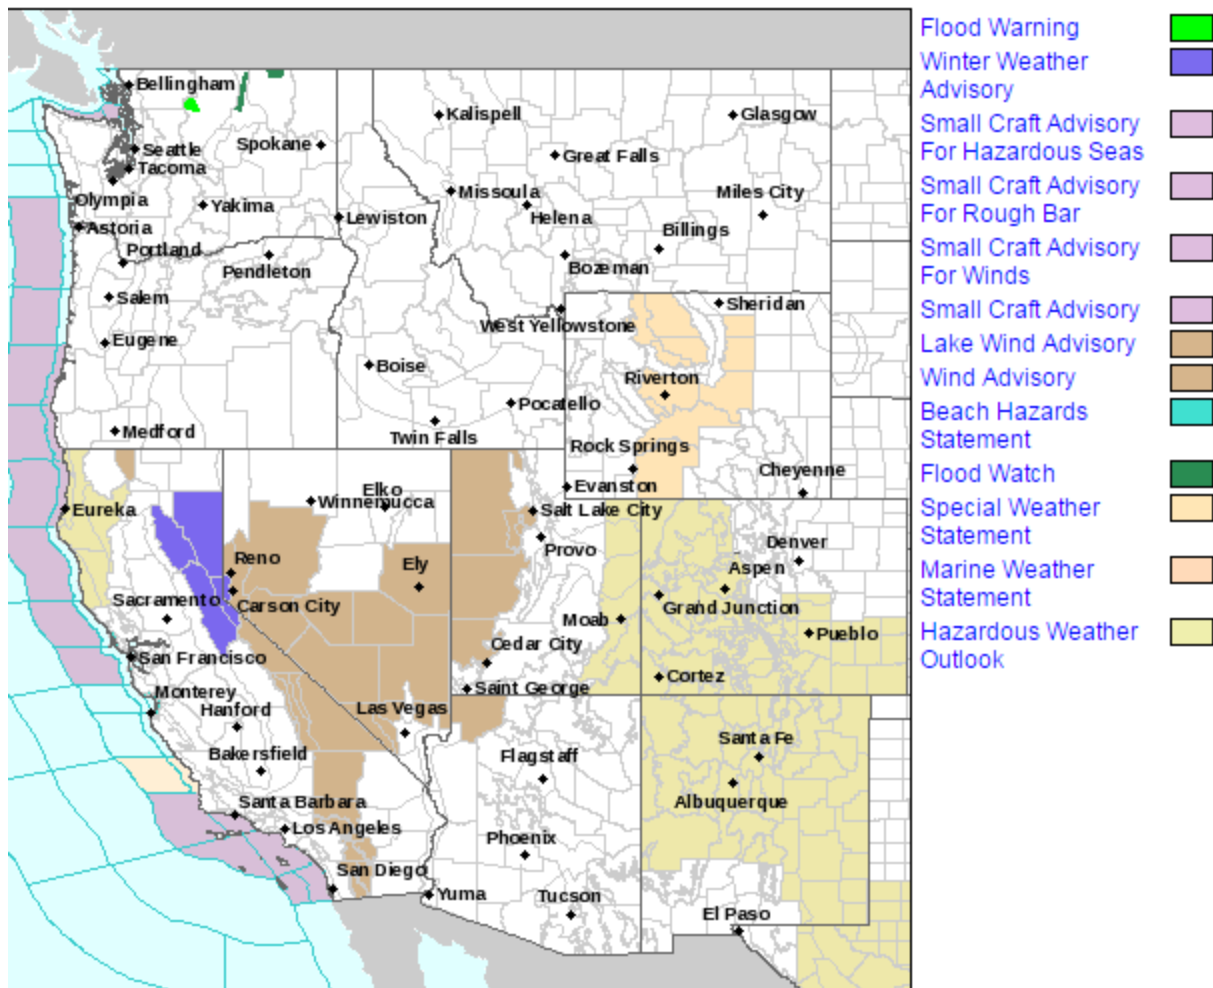 Bellingham
Kalispell
Glasgow
Seattle
Spokane
Great Falls
Tacoma
Missoula
Miles City
Olympia
Yakima
Lewiston
Helena
Astoria
Billings
Portland
Pendleton
Bozeman
Salem
Sheridan
West Yellowstone
Eugene
Boise
Riverton
Pocatello
Medford
Twin Falls
Rock Springs
Cheyenne
Evanston
Elko
Winnemucca
Eureka
Salt Lake City
Denver
Provo
Reno
Ely
Aspen
Sacramento
Carson City
Grand Junction
Moab
Pueblo
Cedar City
San Francisco
Cortez
Saint George
Monterey
Hanford
Las Vegas
Santa Fe
Bakersfield
Flagstaff
Albuquerque
Santa Barbara
Los Angeles
Phoenix
San Diego
Yuma
Tucson
El Paso
Flood Warning
Winter Weather
Advisory
Small Craft Advisory
For Hazardous Seas
Small Craft Advisory
For Rough Bar
Small Craft Advisory
For Winds
Small Craft Advisory
Lake Wind Advisory
Wind Advisory
Beach Hazards
Statement
Flood Watch
Special Weather
Statement
Marine Weather
Statement
Hazardous Weather
Outlook